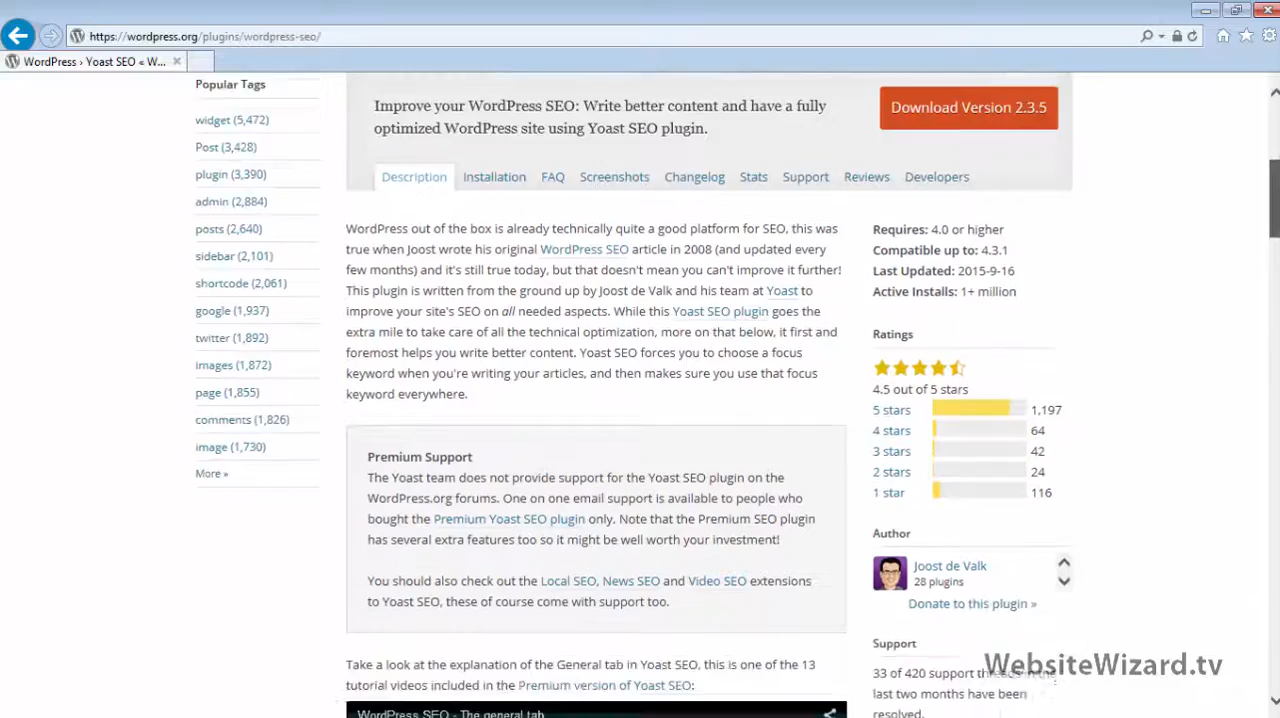 https://wordpress.org/plugins/wordpress-seo/
WordPress › Yoast SEO « W...
Popular Tags
widget (5,472)
Post (3,428)
plugin (3,390)
admin (2,884)
posts (2,640)
sidebar (2,101)
shortcode (2,061)
google (1,937)
twitter (1,892)
images (1,872)
page (1,855)
comments (1,826)
image (1,730)
More »
Improve your WordPress SEO: Write better content and have a fully
optimized WordPress site using Yoast SEO plugin.
Download Version 2.3.5
Description Installation FAQ Screenshots Changelog Stats Support Reviews Developers
WordPress out of the box is already technically quite a good platform for SEO, this was
true when Joost wrote his original WordPress SEO article in 2008 (and updated every
few months) and it's still true today, but that doesn't mean you can't improve it further!
This plugin is written from the ground up by Joost de Valk and his team at Yoast to
improve your site's SEO on all needed aspects. While this Yoast SEO plugin goes the
extra mile to take care of all the technical optimization, more on that below, it first and
foremost helps you write better content. Yoast SEO forces you to choose a focus
keyword when you're writing your articles, and then makes sure you use that focus
keyword everywhere.
Premium Support
The Yoast team does not provide support for the Yoast SEO plugin on the
WordPress.org forums. One on one email support is available to people who
bought the Premium Yoast SEO plugin only. Note that the Premium SEO plugin
has several extra features too so it might be well worth your investment!
You should also check out the Local SEO, News SEO and Video SEO extensions
to Yoast SEO, these of course come with support too.
Take a look at the explanation of the General tab in Yoast SEO, this is one of the 13
tutorial videos included in the Premium version of Yoast SEO:
WordPress SEO - The general tab
Requires: 4.0 or higher
Compatible up to: 4.3.1
Last Updated: 2015-9-16
Active Installs: 1+ million
Ratings
4.5 out of 5 stars
5 stars 1,197
4 stars 64
3 stars 42
2 stars 24
1 star 116
Author
Joost de Valk
28 plugins
Donate to this plugin »
Support
33 of 420 support threads in the
last two months have been
resolved.
WebsiteWizard.tv